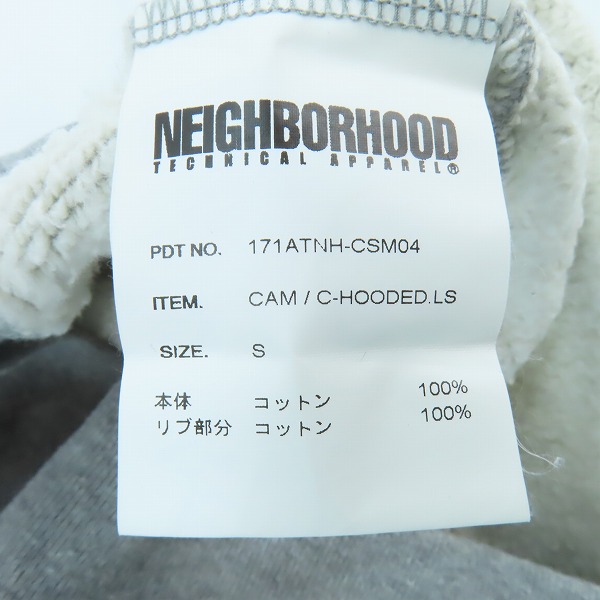 NEIGHBORHOOD
TECHNICAL APPAREL®
PDT NO. 171ATNH-CSM04
ITEM. CAM / C-HOODED.LS
SIZE. S
本体 コットン 100%
リブ部分 コットン 100%